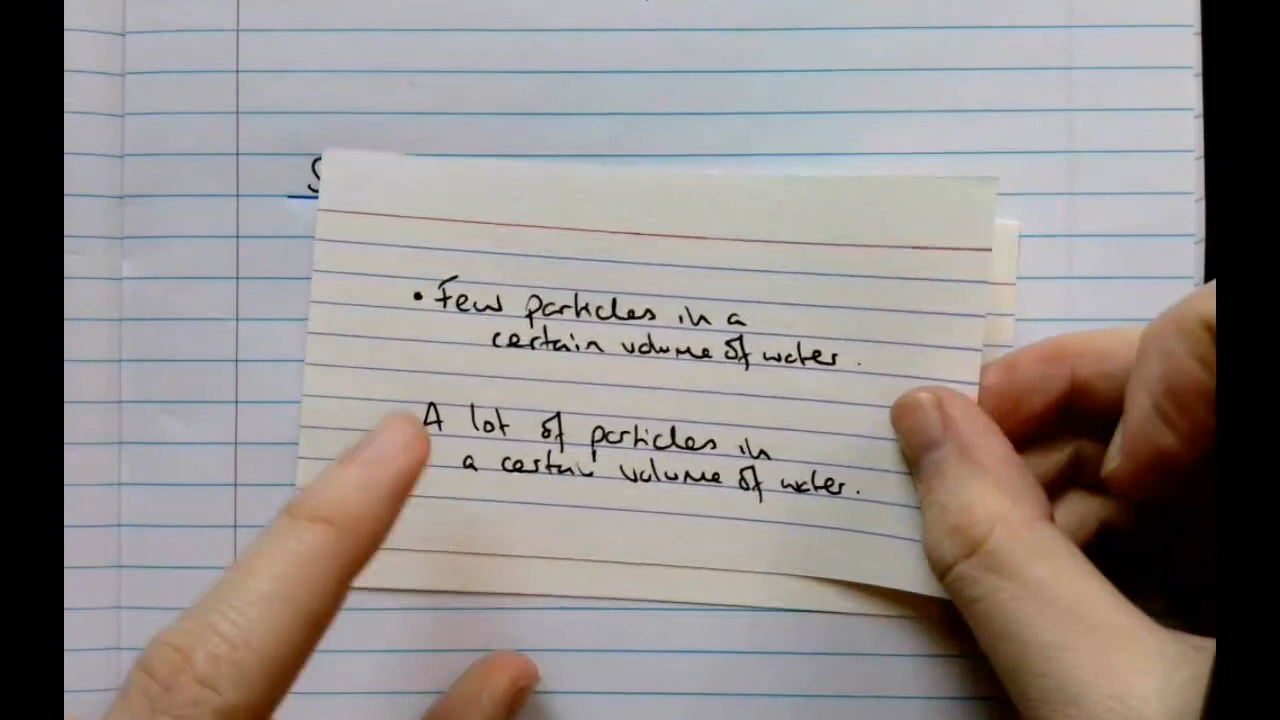 S
• Few particles in a
certain volume of water.
A lot of particles in
a certain volume of water.